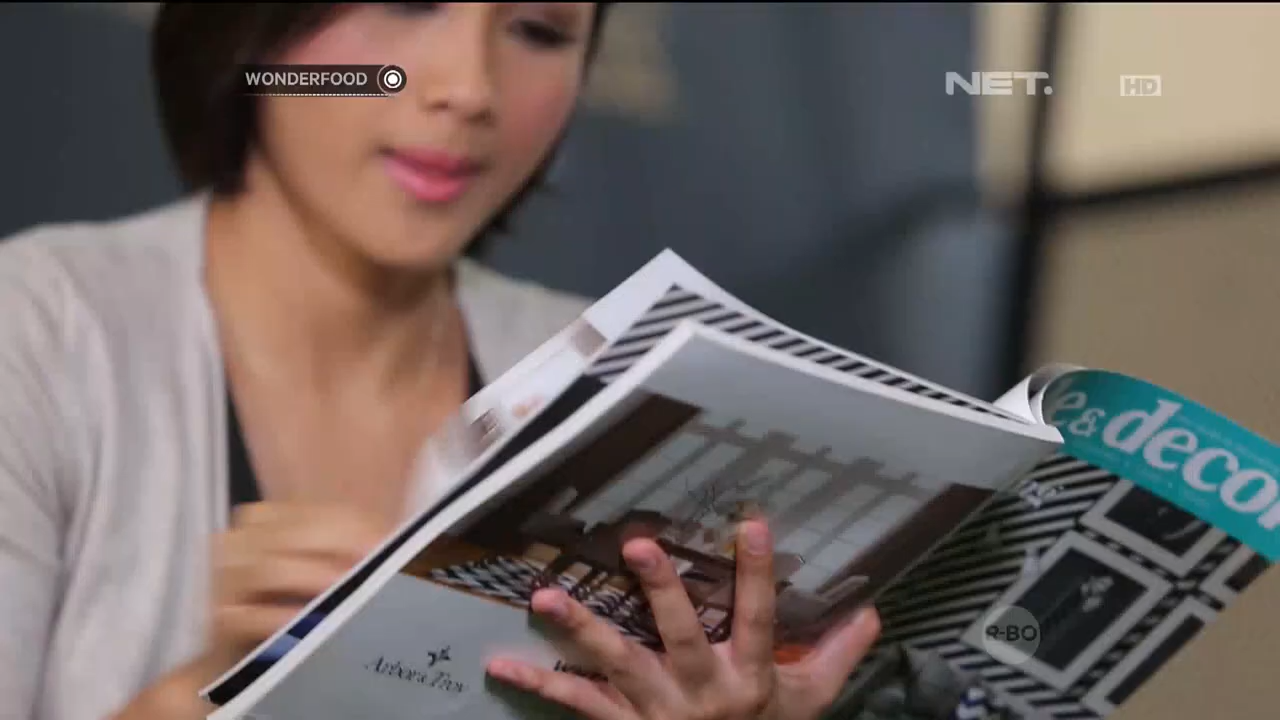 WONDERFOOD
NET.
HD
e & decor
Arbor & Troy
R-BO